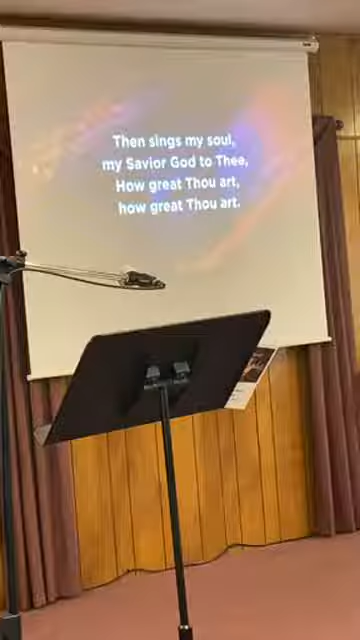 Then sings my soul,
my Savior God to Thee,
How great Thou art,
how great Thou art.